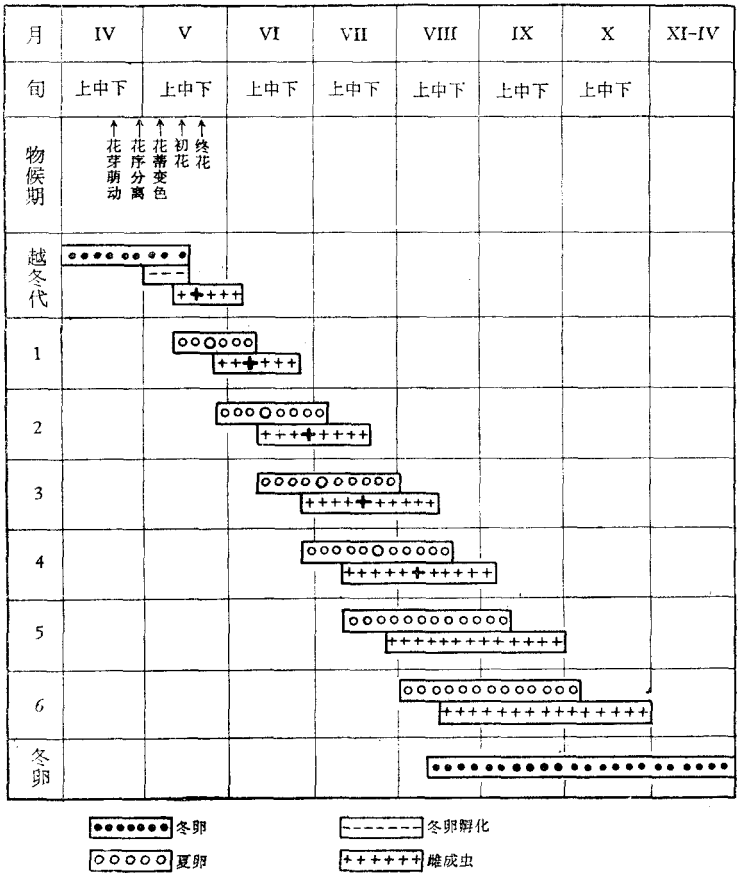 月 IV V VI VII VIII IX X XI-IV
旬 上中下 上中下 上中下 上中下 上中下 上中下 上中下
物候期
花芽萌动
花序分离
花蒂变色
初花
终花
越冬代
1
2
3
4
5
6
冬卵
冬卵 冬卵孵化
夏卵 雌成虫